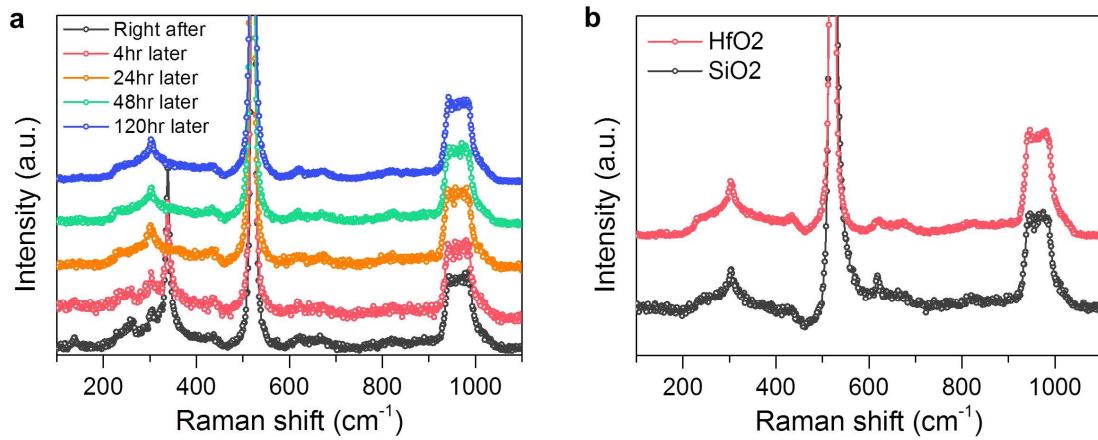 a
Right after
4hr later
24hr later
48hr later
120hr later
Intensity (a.u.)
200 400 600 800 1000
Raman shift (cm-1)
b
HfO2
SiO2
Intensity (a.u.)
200 400 600 800 1000
Raman shift (cm-1)